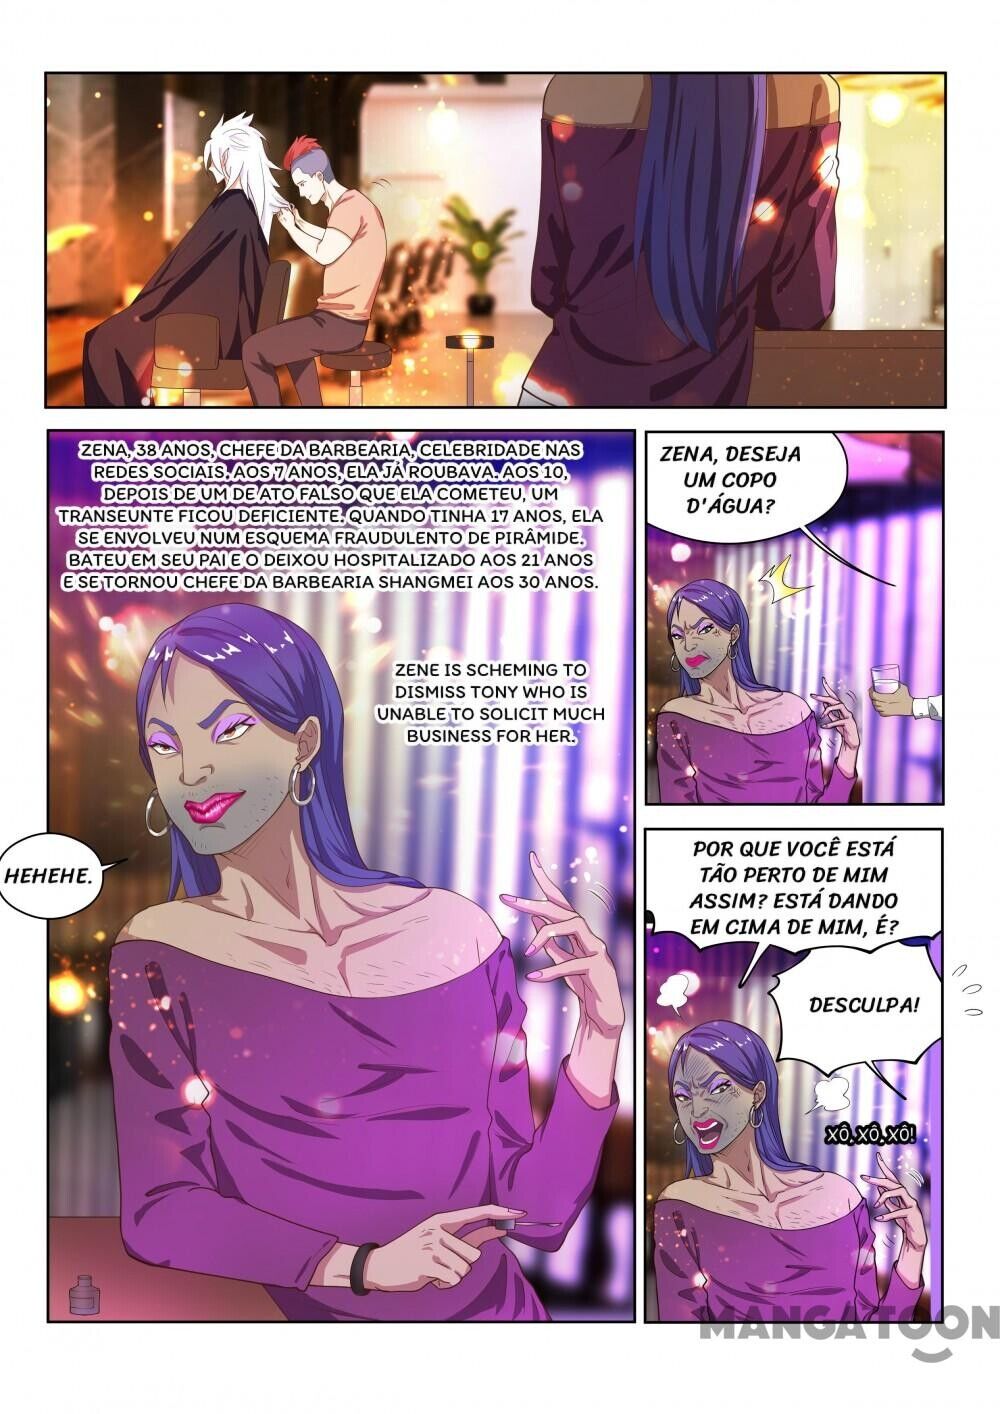 ZENA, 38 ANOS, CHEFE DA BARBEARIA, CELEBRIDADE NAS
REDES SOCIAIS. AOS 7 ANOS, ELA JÁ ROUBAVA. AOS 10,
DEPOIS DE UM DE ATO FALSO QUE ELA COMETEU, UM
TRANSEUNTE FICOU DEFICIENTE. QUANDO TINHA 17 ANOS, ELA
SE ENVOLVEU NUM ESQUEMA FRAUDULENTO DE PIRÂMIDE.
BATEU EM SEU PAI E O DEIXOU HOSPITALIZADO AOS 21 ANOS
E SE TORNOU CHEFE DA BARBEARIA SHANGMEI AOS 30 ANOS.
ZENE IS SCHEMING TO
DISMISS TONY WHO IS
UNABLE TO SOLICIT MUCH
BUSINESS FOR HER.
HEHEHE.
ZENA, DESEJA
UM COPO
D'ÁGUA?
POR QUE VOCÊ ESTÁ
TÃO PERTO DE MIM
ASSIM? ESTÁ DANDO
EM CIMA DE MIM, É?
DESCULPA!
XÔ, XÔ, XÔ!
MANGATOON